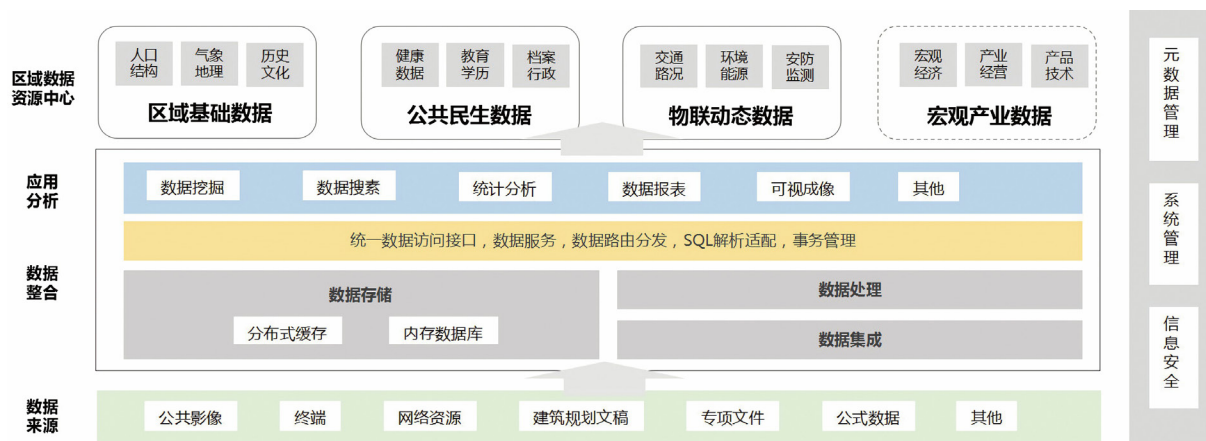 区域数据
资源中心
人口
结构
气象
地理
历史
文化
区域基础数据
健康
数据
教育
学历
档案
行政
公共民生数据
交通
路况
环境
能源
安防
监测
物联动态数据
宏观
经济
产业
经营
产品
技术
宏观产业数据
应用
分析
数据挖掘
数据搜素
统计分析
数据报表
可视成像
其他
统一数据访问接口，数据服务，数据路由分发，SQL解析适配，事务管理
数据
整合
数据存储
分布式缓存
内存数据库
数据处理
数据集成
数据
来源
公共影像
终端
网络资源
建筑规划文稿
专项文件
公式数据
其他
元数据管理
系统管理
信息安全